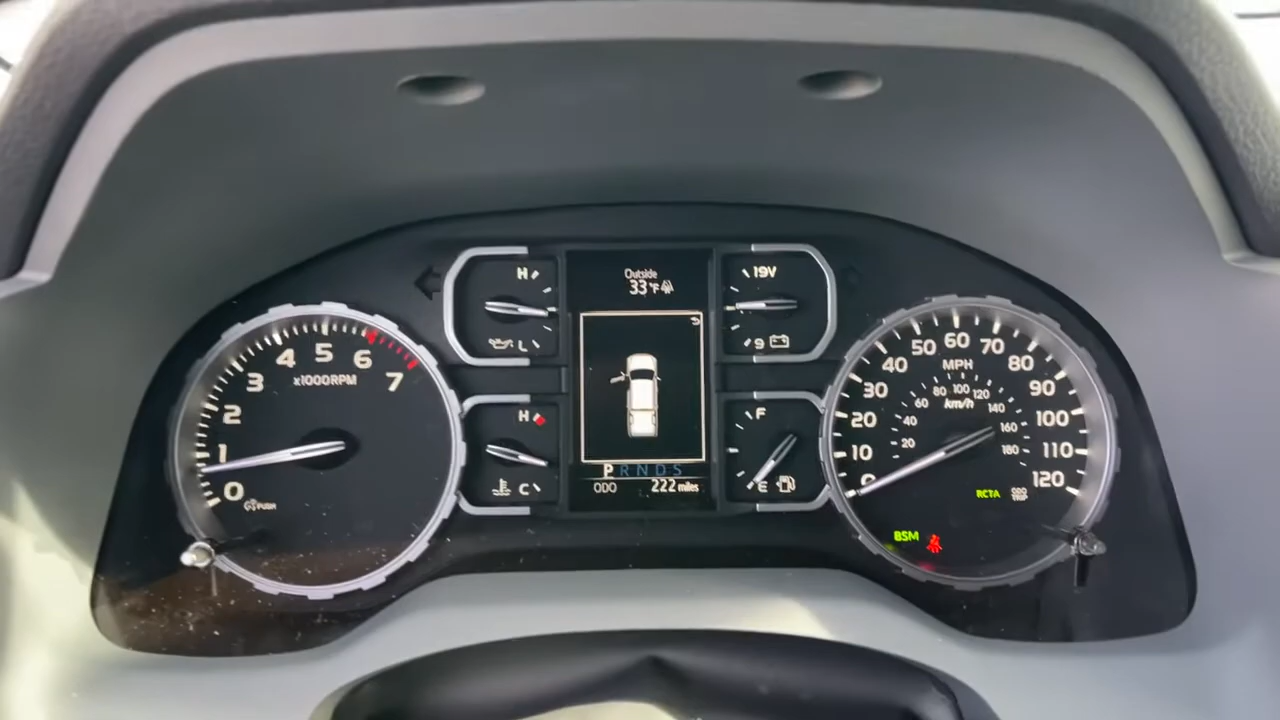 Outside
33°F
H
L
19V
9
P R N D S
ODO 222 miles
H
C
F
E
0
1
2
3
4
5
6
7
x1000RPM
PUSH
0
10
20
30
40
50
60
70
80
90
100
110
120
MPH
20
40
60
80
100
120
140
160
180
km/h
RCTA
ODO
TRIP
BSM